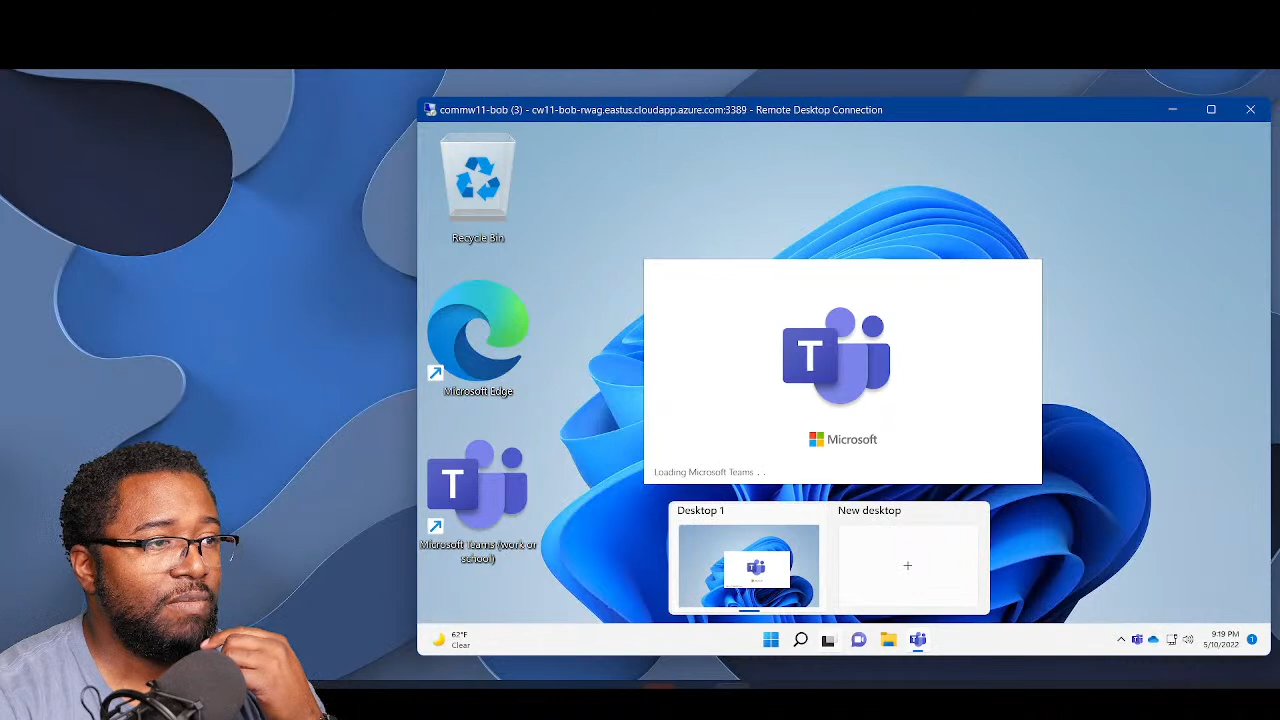 commw11-bob (3) - cw11-bob-rwag.eastus.cloudapp.azure.com:3389 - Remote Desktop Connection
Recycle Bin
Microsoft Edge
T
Microsoft
Loading Microsoft Teams . .
T
Microsoft Teams (work or
school)
Desktop 1
New desktop
62°F
Clear
9:19 PM
5/10/2022
1